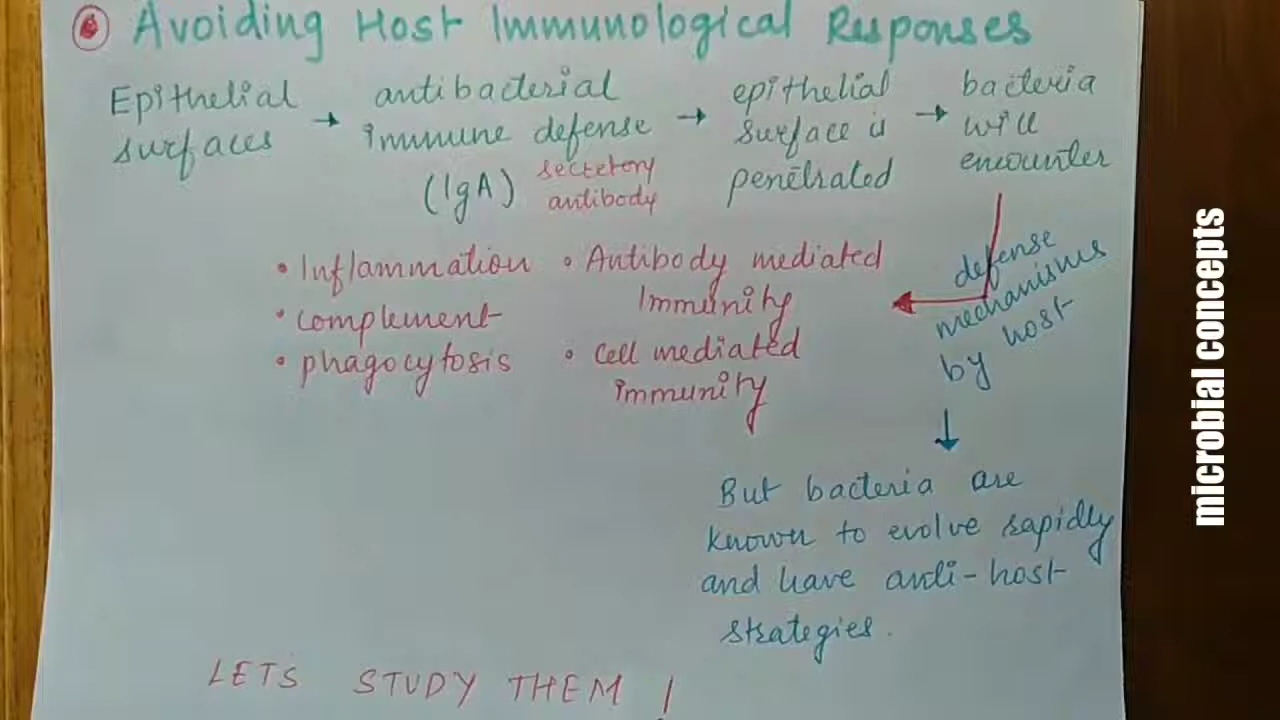 Avoiding Host Immunological Responses
Epithelial surfaces → antibacterial immune defense (IgA) secretory antibody → epithelial surface is penetrated → bacteria will encounter
defense mechanisms by host
• Inflammation
• complement
• phagocytosis
• Antibody mediated
Immunity
• Cell mediated
immunity
↓
But bacteria are
known to evolve rapidly
and have anti-host
strategies.
LETS STUDY THEM !
microbial concepts